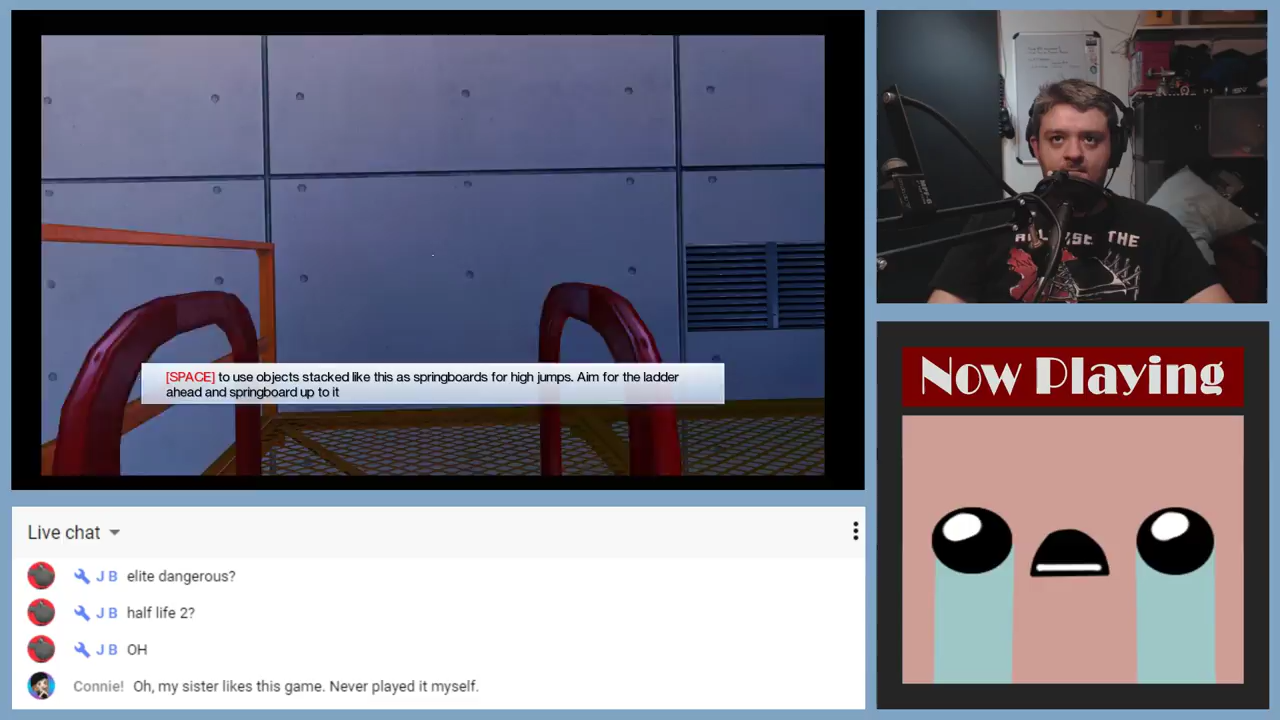 [SPACE] to use objects stacked like this as springboards for high jumps. Aim for the ladder
ahead and springboard up to it
THE
Now Playing
Live chat
J B elite dangerous?
J B half life 2?
J B OH
Connie! Oh, my sister likes this game. Never played it myself.